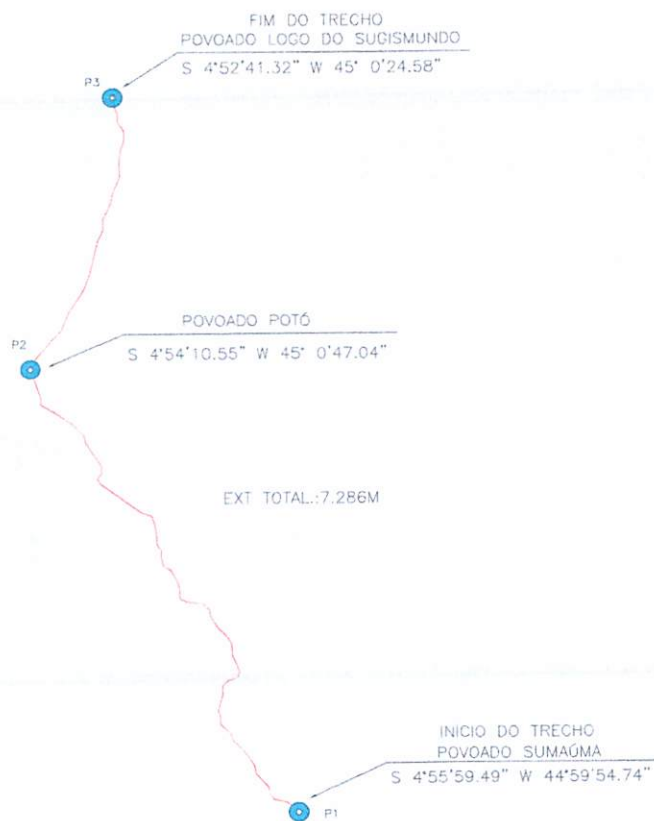 FIM DO TRECHO
POVOADO LOGO DO SUGISMUNDO
S 4°52'41.32" W 45° 0'24.58"
P3
POVOADO POTÓ
P2
S 4°54'10.55" W 45° 0'47.04"
EXT TOTAL.:7.286M
INICIO DO TRECHO
POVOADO SUMAÚMA
S 4°55'59.49" W 44°59'54.74"
P1